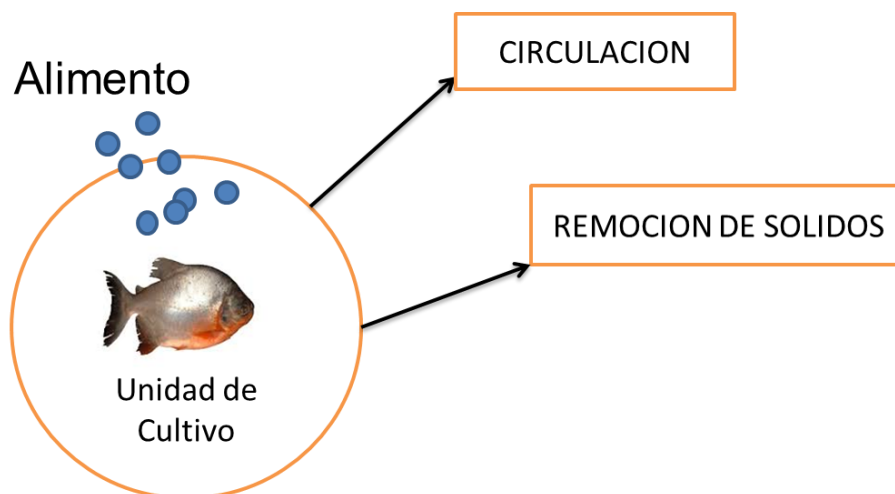 Alimento
CIRCULACION
REMOCION DE SOLIDOS
Unidad de
Cultivo